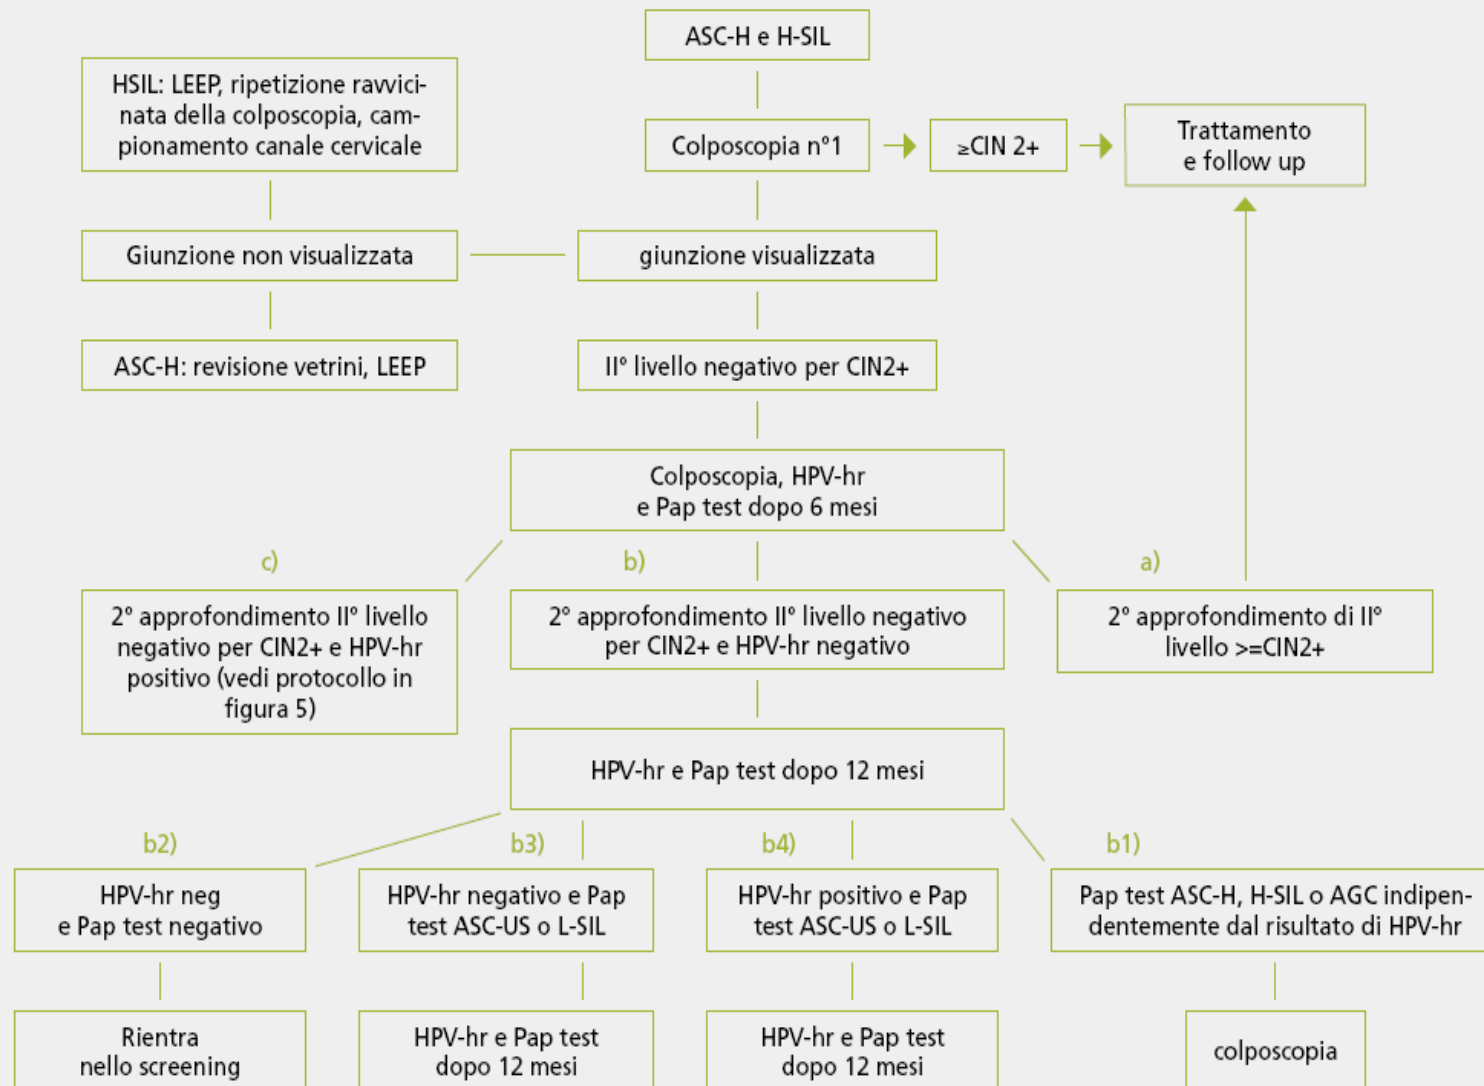 ASC-H e H-SIL
HSIL: LEEP, ripetizione ravvici-
nata della colposcopia, cam-
pionamento canale cervicale
Colposcopia n°1
≥CIN 2+
Trattamento
e follow up
Giunzione non visualizzata
giunzione visualizzata
ASC-H: revisione vetrini, LEEP
II° livello negativo per CIN2+
Colposcopia, HPV-hr
e Pap test dopo 6 mesi
c)
b)
a)
2° approfondimento II° livello
negativo per CIN2+ e HPV-hr
positivo (vedi protocollo in
figura 5)
2° approfondimento II° livello negativo
per CIN2+ e HPV-hr negativo
2° approfondimento di II°
livello >=CIN2+
HPV-hr e Pap test dopo 12 mesi
b2)
b3)
b4)
b1)
HPV-hr neg
e Pap test negativo
HPV-hr negativo e Pap
test ASC-US o L-SIL
HPV-hr positivo e Pap
test ASC-US o L-SIL
Pap test ASC-H, H-SIL o AGC indipen-
dentemente dal risultato di HPV-hr
Rientra
nello screening
HPV-hr e Pap test
dopo 12 mesi
HPV-hr e Pap test
dopo 12 mesi
colposcopia